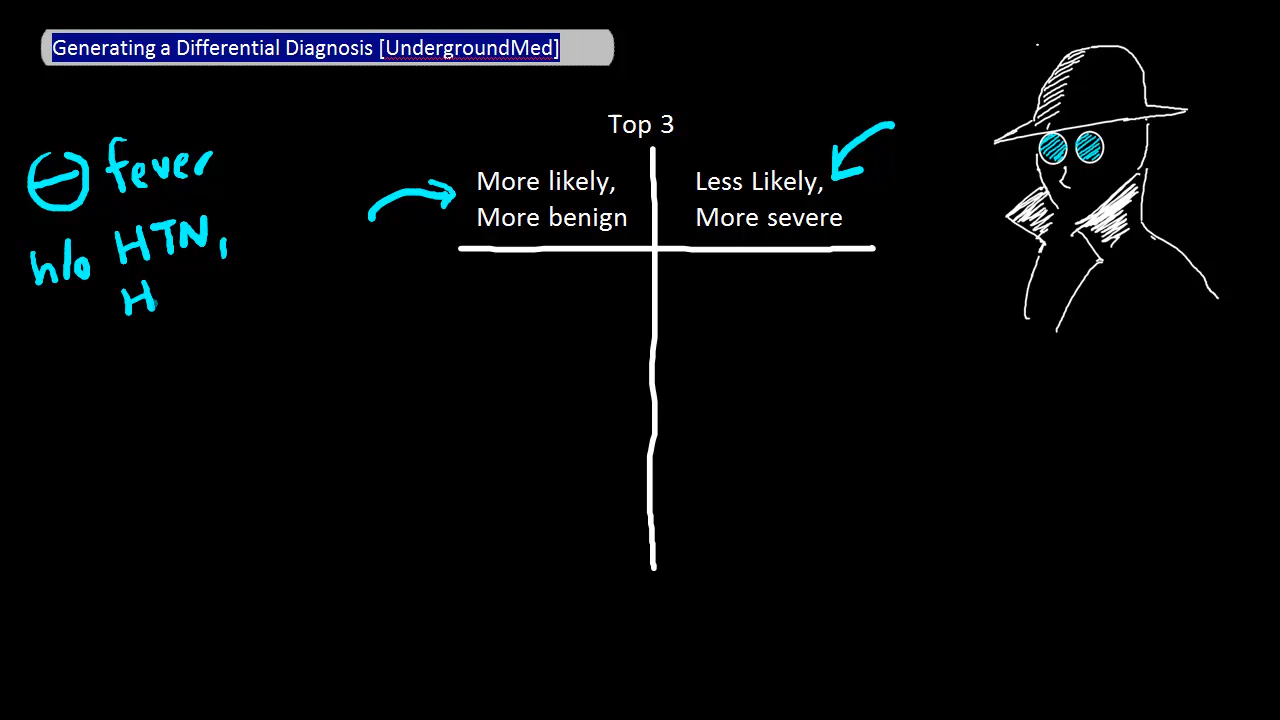 Generating a Differential Diagnosis [UndergroundMed]
Top 3
More likely,
More benign
Less Likely,
More severe
fever
h/o HTN,
H